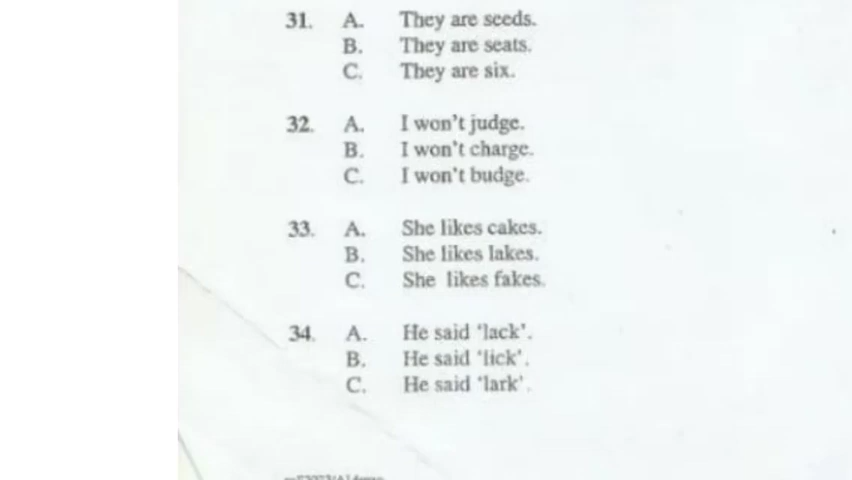 31. A. They are seeds.
B. They are seats.
C. They are six.
32. A. I won't judge.
B. I won't charge.
C. I won't budge.
33. A. She likes cakes.
B. She likes lakes.
C. She likes fakes.
34. A. He said ‘lack’.
B. He said ‘lick’.
C. He said ‘lark’.